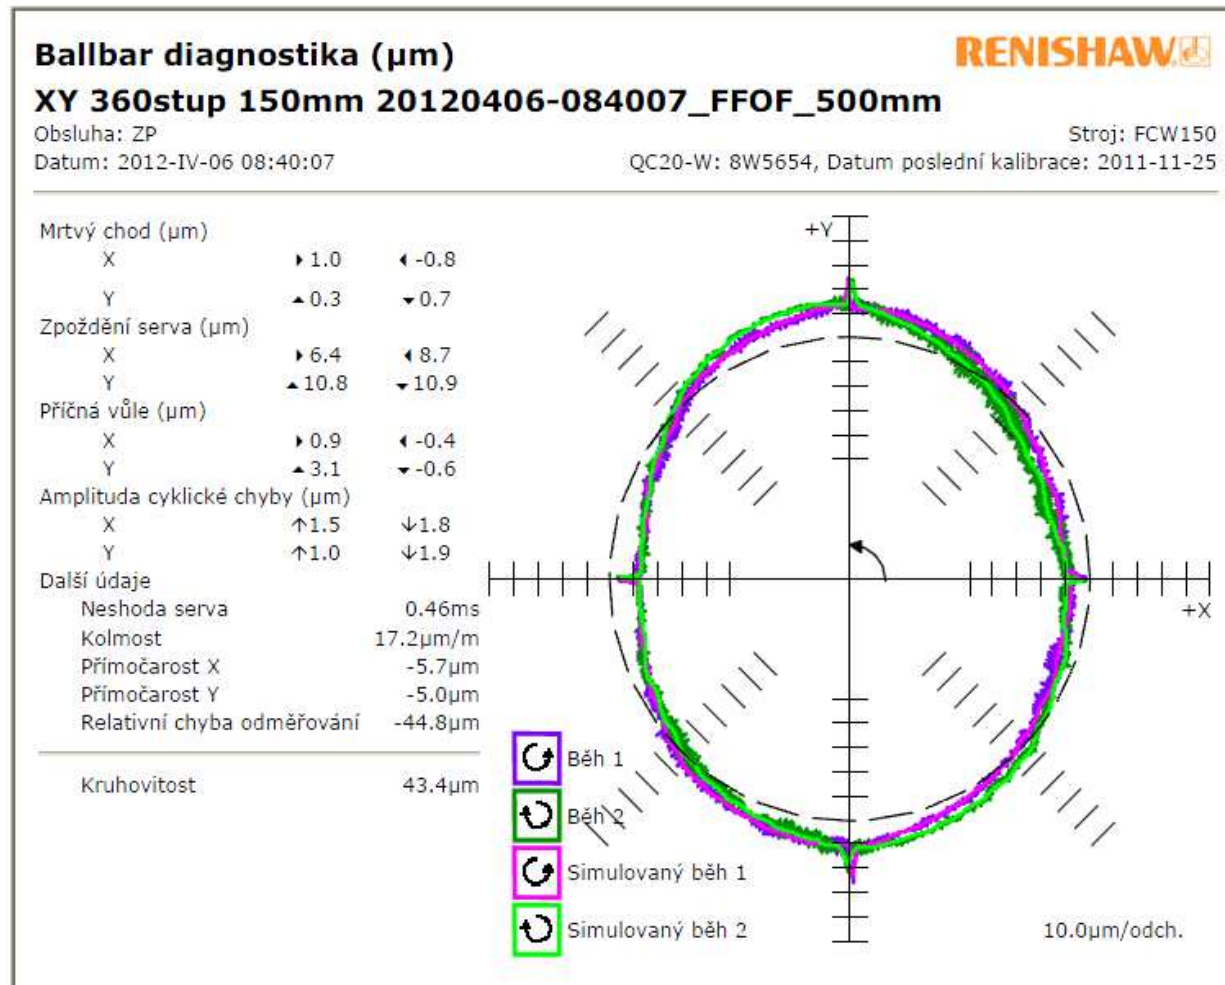 Ballbar diagnostika (µm)
RENISHAW
XY 360stup 150mm 20120406-084007_FFOF_500mm
Obsluha: ZP
Stroj: FCW150
Datum: 2012-IV-06 08:40:07
QC20-W: 8W5654, Datum poslední kalibrace: 2011-11-25
Mrtvý chod (µm)
X ▶ 1.0 ◀ -0.8
Y ▲ 0.3 ▼ 0.7
Zpoždění serva (µm)
X ▶ 6.4 ◀ 8.7
Y ▲ 10.8 ▼ 10.9
Příčná vůle (µm)
X ▶ 0.9 ◀ -0.4
Y ▲ 3.1 ▼ -0.6
Amplituda cyklické chyby (µm)
X ↑1.5 ↓1.8
Y ↑1.0 ↓1.9
Další údaje
Neshoda serva 0.46ms
Kolmost 17.2µm/m
Přímočarost X -5.7µm
Přímočarost Y -5.0µm
Relativní chyba odměřování -44.8µm
Kruhovitost 43.4µm
+Y
+X
Běh 1
Běh 2
Simulovaný běh 1
Simulovaný běh 2
10.0µm/odch.